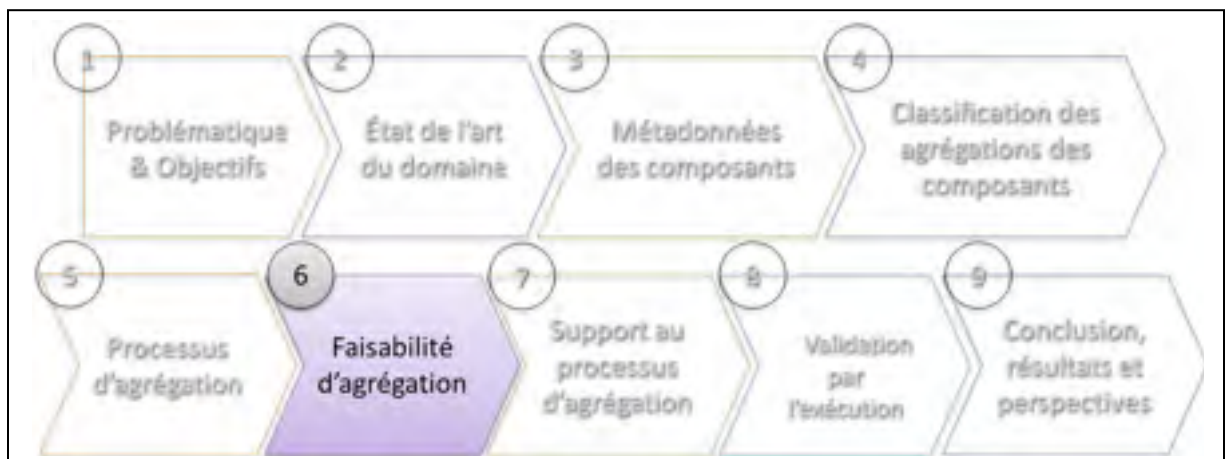 1
Problématique
& Objectifs
2
État de l'art
du domaine
3
Métadonnées
des composants
4
Classification des
agrégations des
composants
5
Processus
d'agrégation
6
Faisabilité
d'agrégation
7
Support au
processus
d'agrégation
8
Validation
par
l'exécution
9
Conclusion,
résultats et
perspectives